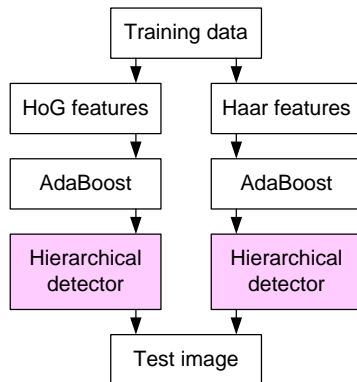 Training data
HoG features
Haar features
AdaBoost
AdaBoost
Hierarchical
detector
Hierarchical
detector
Test image